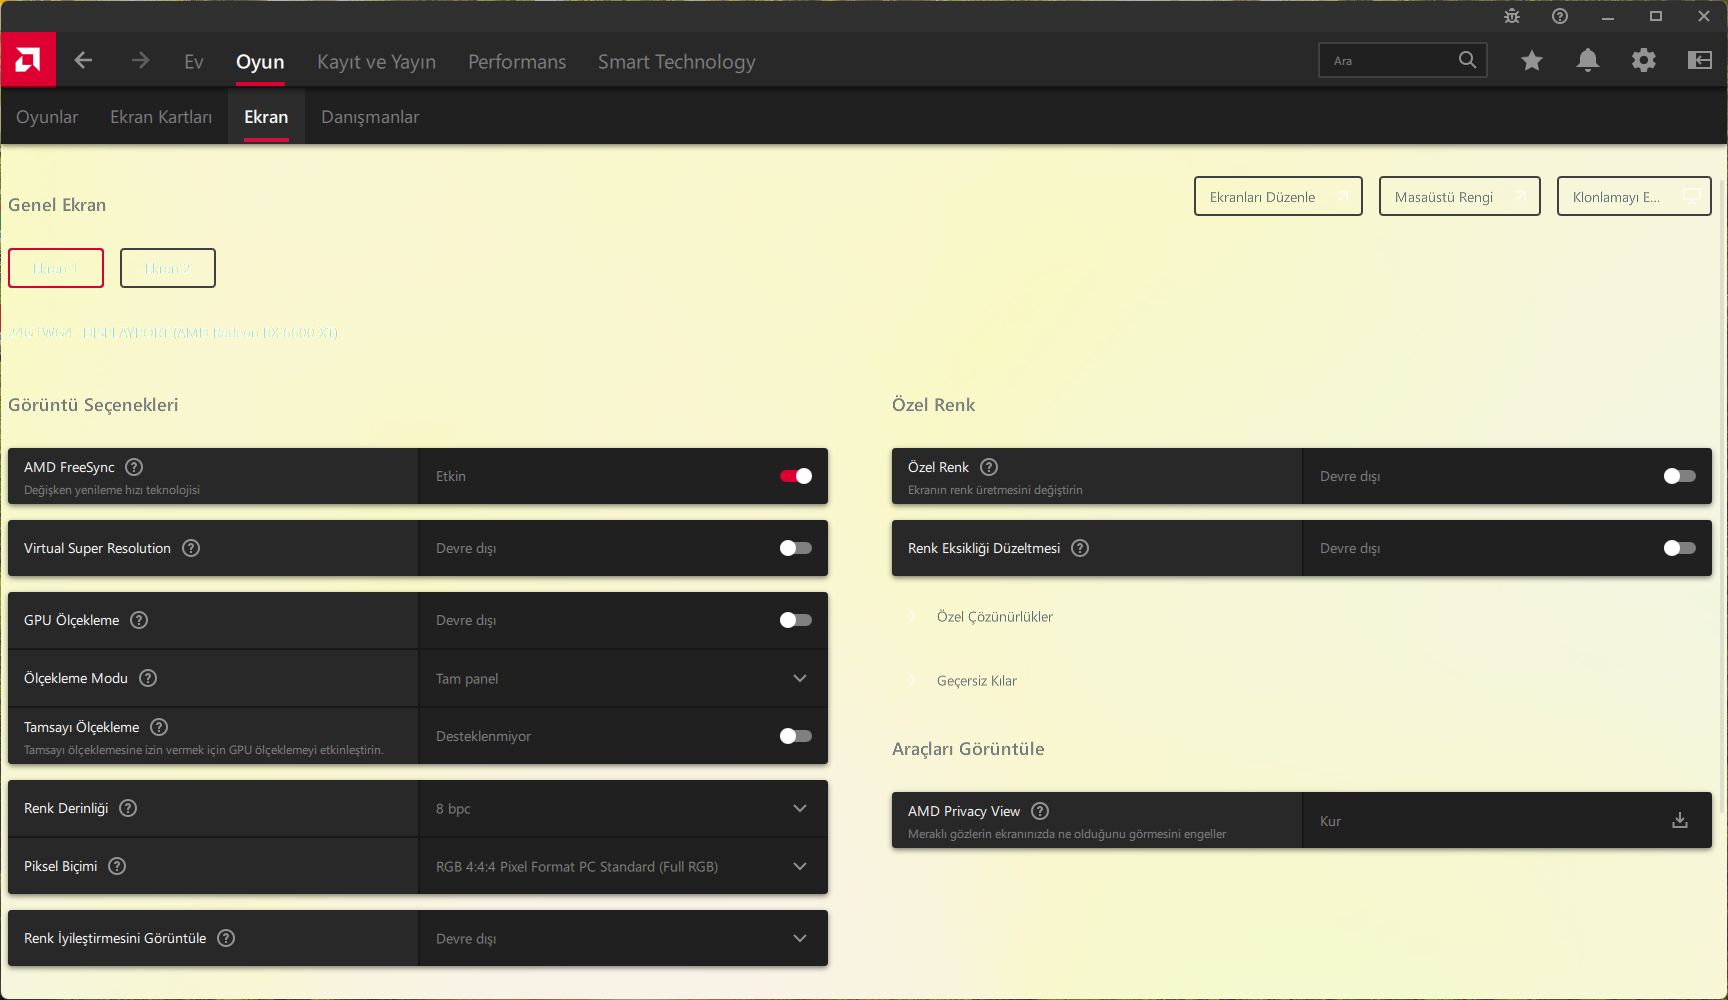 Ev Oyun Kayıt ve Yayın Performans Smart Technology Ara
Oyunlar Ekran Kartları Ekran Danışmanlar
Genel Ekran
Ekranları Düzenle
Masaüstü Rengi
Klonlamayı E...
Ekran 1
Ekran 2
DISPLAYPORT (AMD Radeon RX 6600 XT)
Görüntü Seçenekleri
AMD FreeSync
Değişken yenileme hızı teknolojisi
Etkin
Virtual Super Resolution
Devre dışı
GPU Ölçekleme
Devre dışı
Ölçekleme Modu
Tam panel
Tamsayı Ölçekleme
Tamsayı ölçeklemesine izin vermek için GPU ölçeklemeyi etkinleştirin.
Desteklenmiyor
Renk Derinliği
8 bpc
Piksel Biçimi
RGB 4:4:4 Pixel Format PC Standard (Full RGB)
Renk İyileştirmesini Görüntüle
Devre dışı
Özel Renk
Özel Renk
Ekranın renk üretmesini değiştirin
Devre dışı
Renk Eksikliği Düzeltmesi
Devre dışı
Özel Çözünürlükler
Geçersiz Kılar
Araçları Görüntüle
AMD Privacy View
Meraklı gözlerin ekranınızda ne olduğunu görmesini engeller
Kur